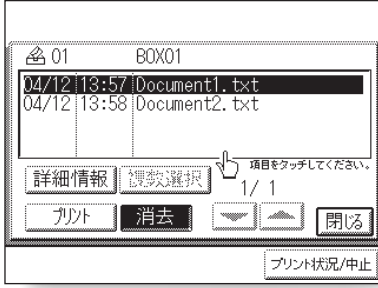 01 BOX01
04/12 13:57 Document1.txt
04/12 13:58 Document2.txt
項目をタッチしてください。
詳細情報 複数選択 1/ 1
プリント 消去 閉じる
プリント状況/中止